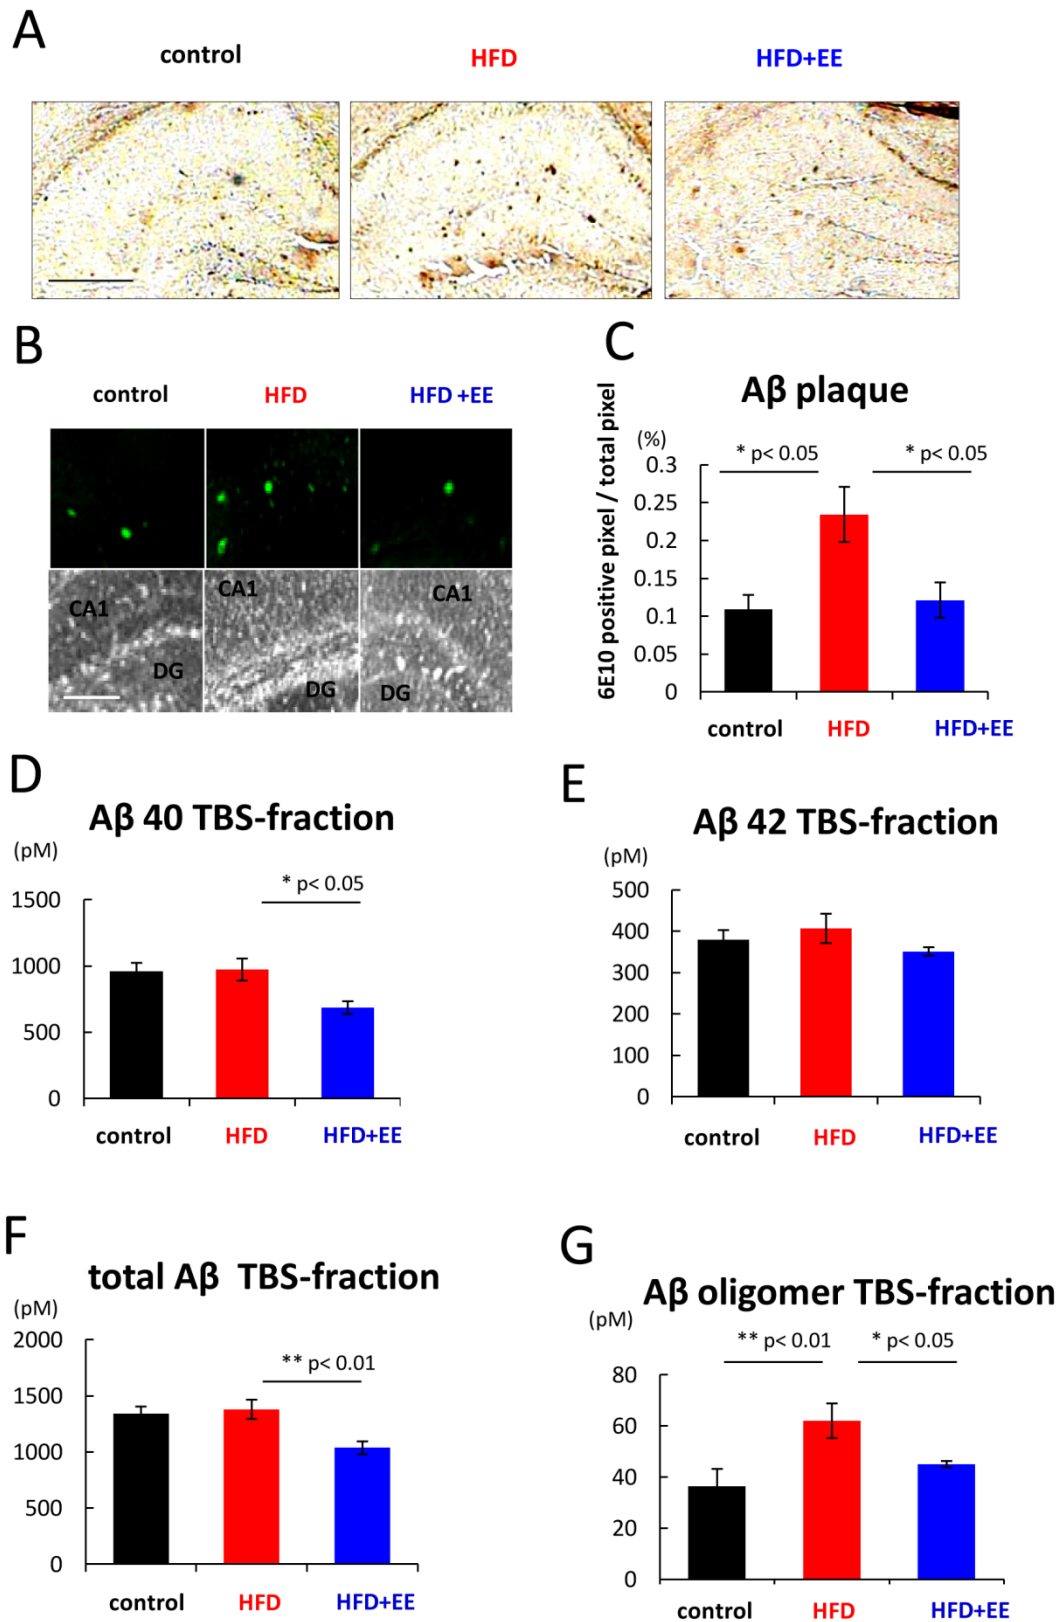 A
control HFD HFD+EE
B
control HFD HFD +EE
CA1 CA1 CA1
DG DG DG
C
Aβ plaque
(%)
* p< 0.05 * p< 0.05
6E10 positive pixel / total pixel
0.3
0.25
0.2
0.15
0.1
0.05
0
control HFD HFD+EE
D
Aβ 40 TBS-fraction
(pM)
* p< 0.05
1500
1000
500
0
control HFD HFD+EE
E
Aβ 42 TBS-fraction
(pM)
500
400
300
200
100
0
control HFD HFD+EE
F
total Aβ TBS-fraction
(pM)
** p< 0.01
2000
1500
1000
500
0
control HFD HFD+EE
G
Aβ oligomer TBS-fraction
(pM)
** p< 0.01 * p< 0.05
80
60
40
20
0
control HFD HFD+EE